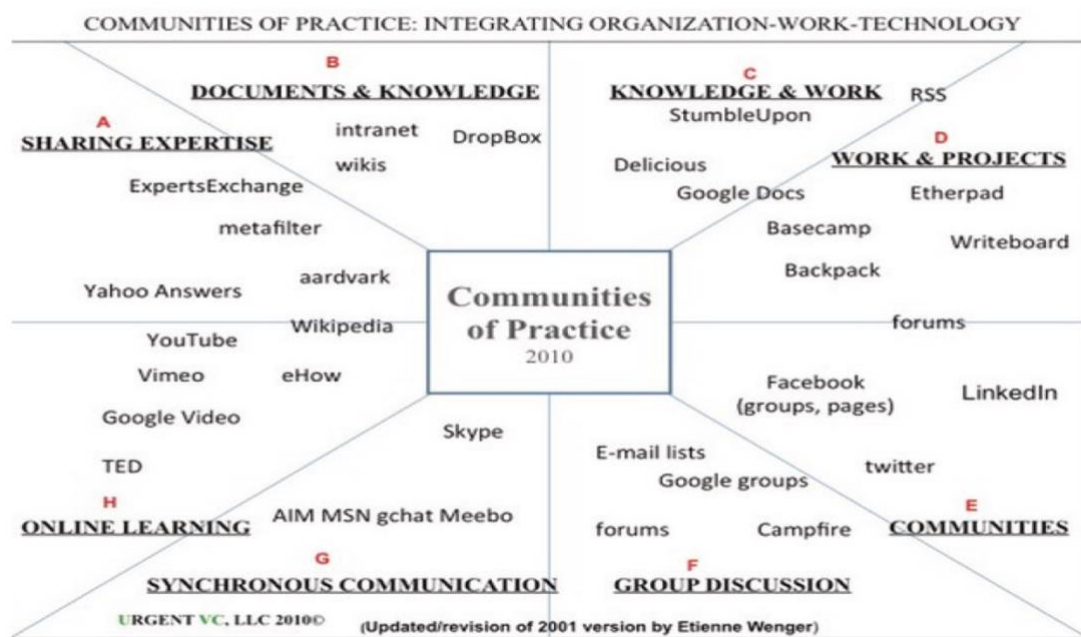 COMMUNITIES OF PRACTICE: INTEGRATING ORGANIZATION-WORK-TECHNOLOGY
A
SHARING EXPERTISE
ExpertsExchange
metafilter
aardvark
Yahoo Answers
Wikipedia
B
DOCUMENTS & KNOWLEDGE
intranet
DropBox
wikis
C
KNOWLEDGE & WORK
StumbleUpon
Delicious
Google Docs
RSS
D
WORK & PROJECTS
Etherpad
Basecamp
Writeboard
Backpack
forums
Communities
of Practice
2010
YouTube
Vimeo
eHow
Google Video
TED
H
ONLINE LEARNING
Skype
AIM MSN gchat Meebo
G
SYNCHRONOUS COMMUNICATION
E-mail lists
Google groups
forums
Campfire
F
GROUP DISCUSSION
Facebook
(groups, pages)
LinkedIn
twitter
E
COMMUNITIES
URGENT VC, LLC 2010©
(Updated/revision of 2001 version by Etienne Wenger)